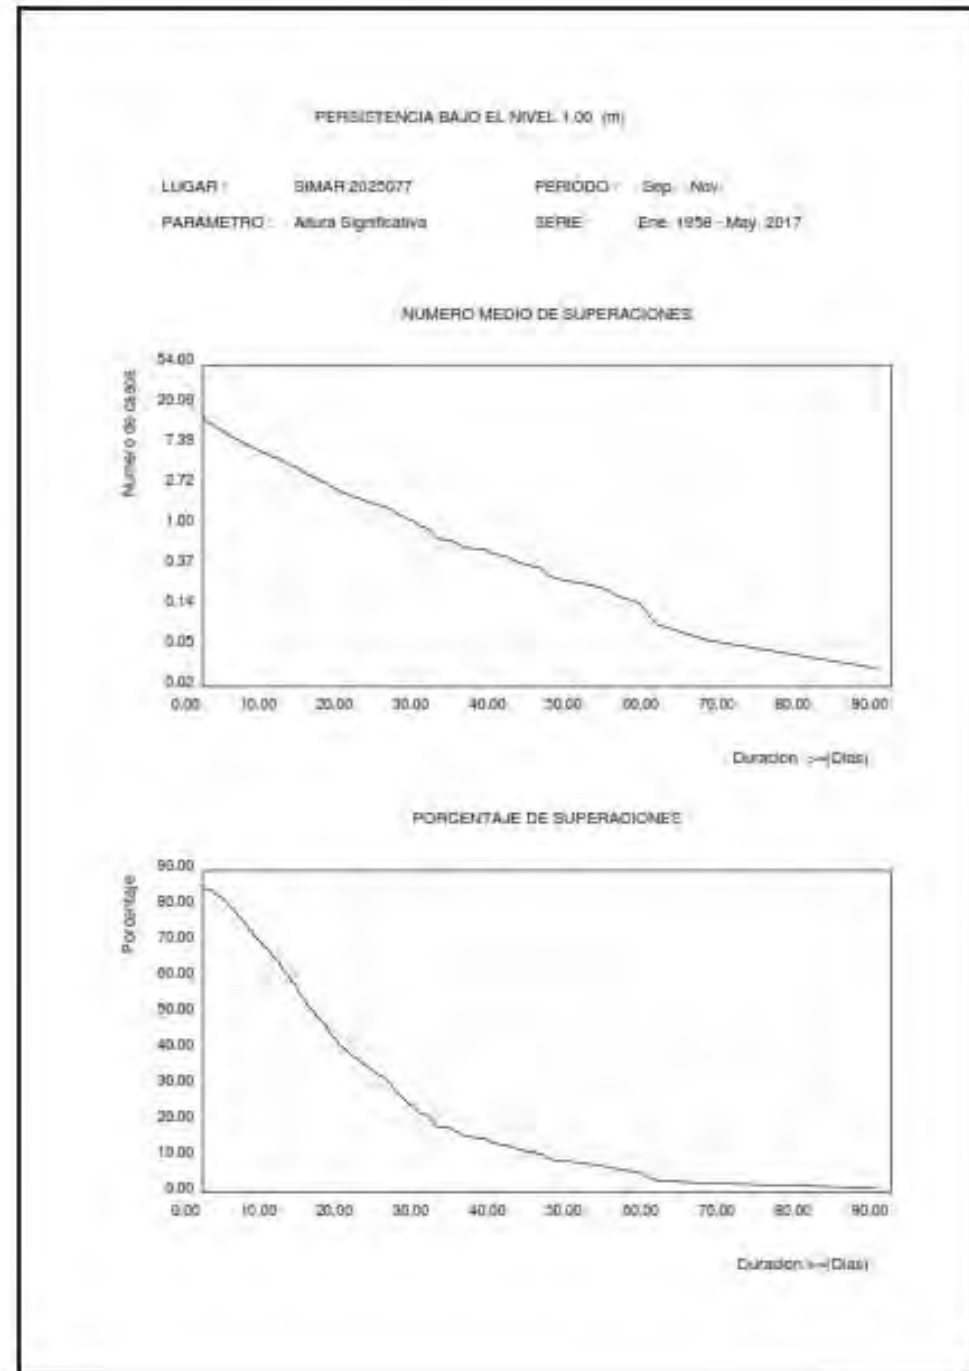 PERSISTENCIA BAJO EL NIVEL 1.00 (m)
LUGAR : SIMAR 2025077 PERIODO : Sep. Nov.
PARAMETRO : Altura Significativa SERIE Ene. 1958 - May. 2017
NUMERO MEDIO DE SUPERACIONES
Numero de casos
54.60
20.08
7.39
2.72
1.00
0.37
0.14
0.05
0.02
0.00 10.00 20.00 30.00 40.00 50.00 60.00 70.00 80.00 90.00
Duracion >=(Dias)
PORCENTAJE DE SUPERACIONES
Porcentaje
90.00
80.00
70.00
60.00
50.00
40.00
30.00
20.00
10.00
0.00
0.00 10.00 20.00 30.00 40.00 50.00 60.00 70.00 80.00 90.00
Duracion >=(Dias)